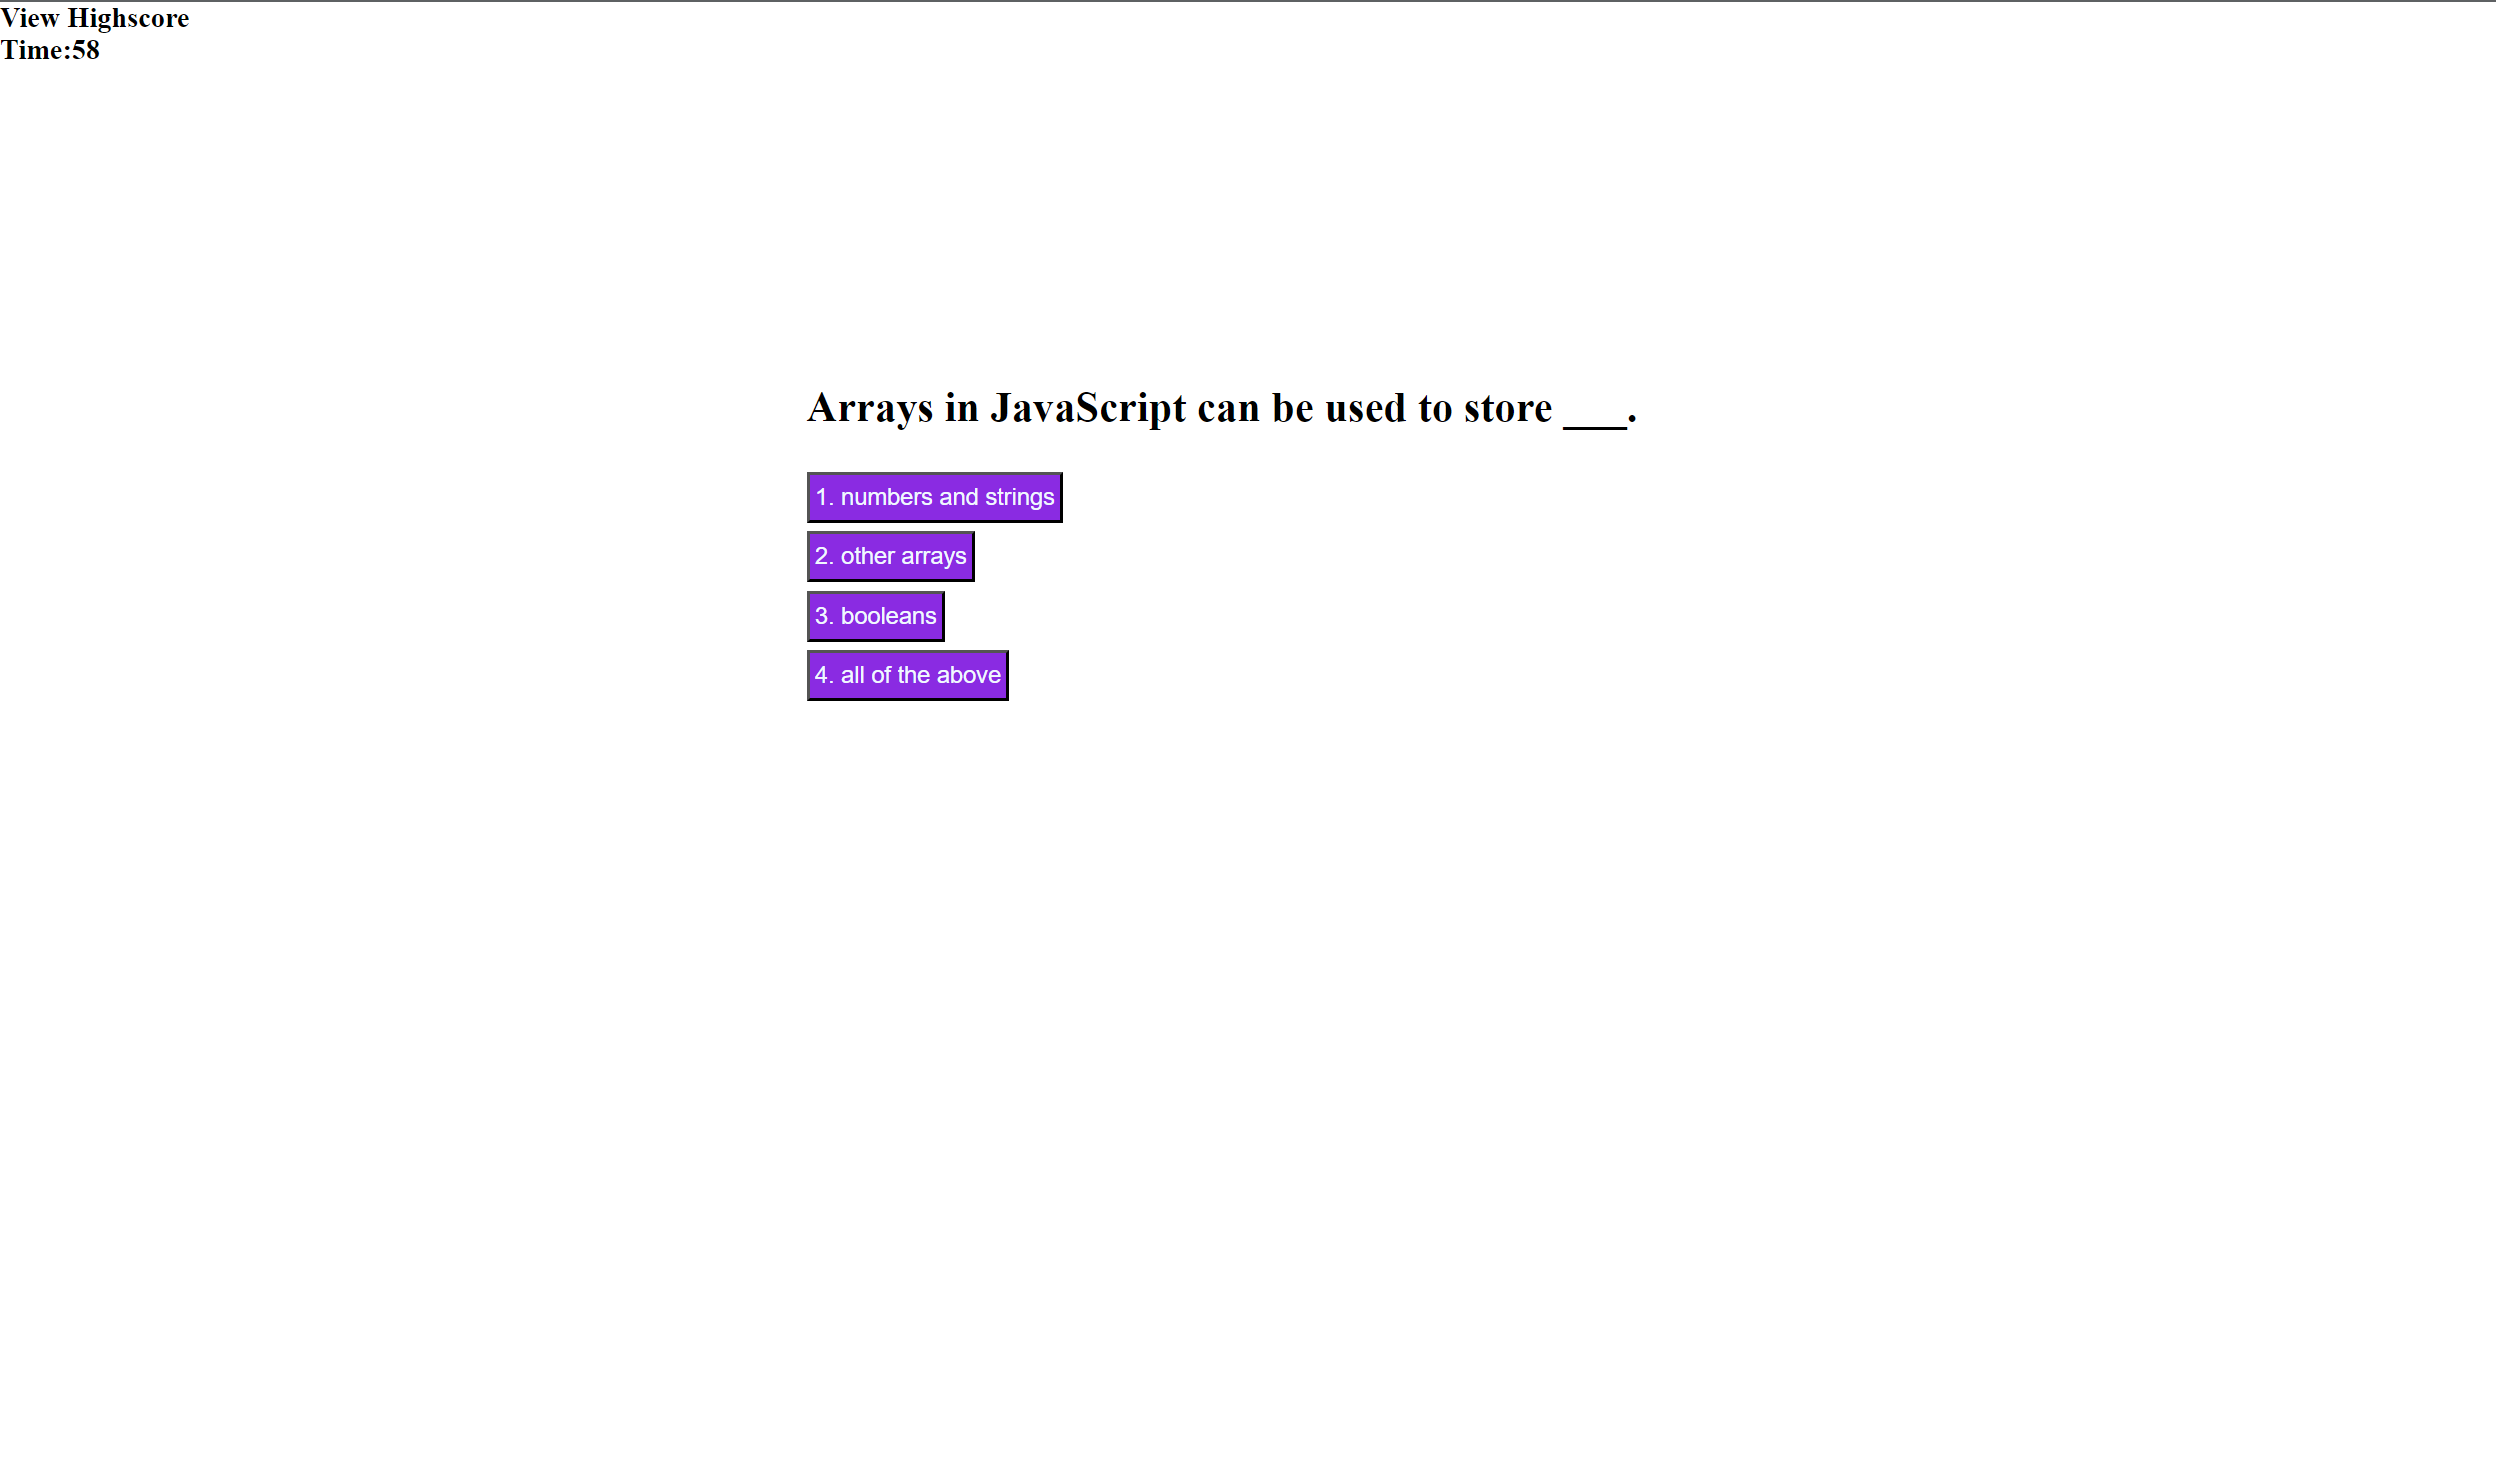 View Highscore
Time:58
Arrays in JavaScript can be used to store ___.
1. numbers and strings
2. other arrays
3. booleans
4. all of the above